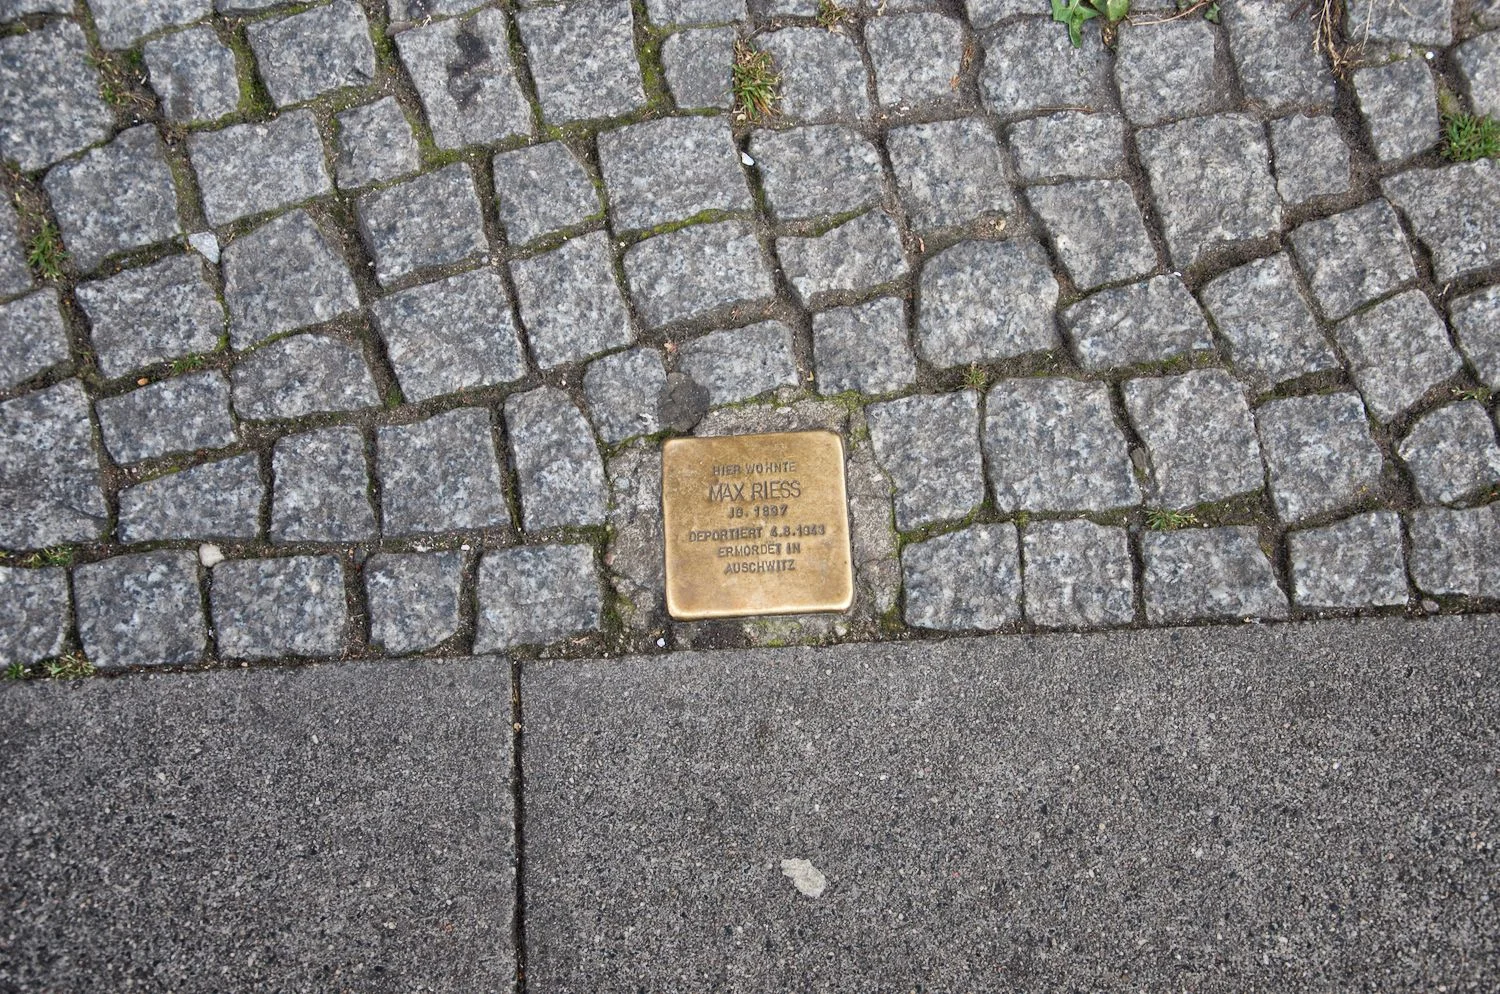 HIER WOHNTE
MAX RIESS
JG. 1897
DEPORTIERT 4.8.1943
ERMORDET IN
AUSCHWITZ